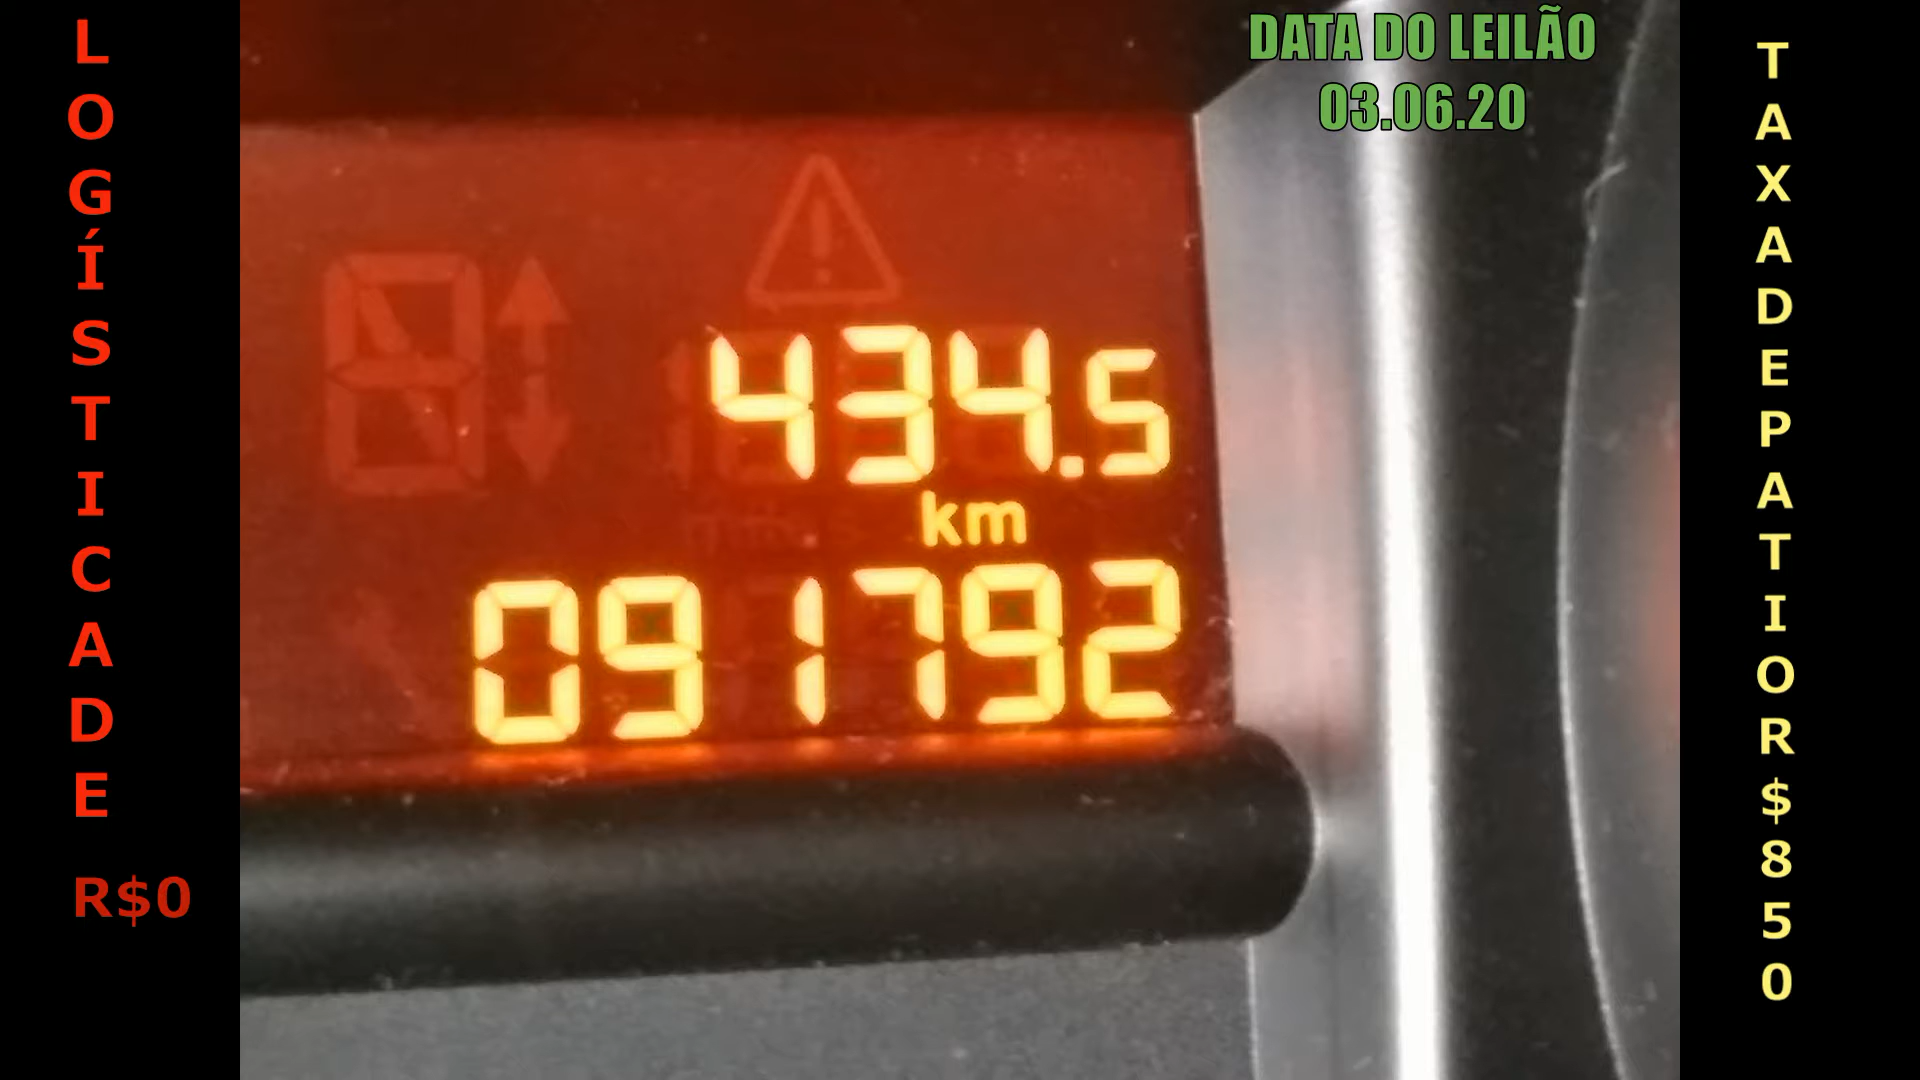 LOGÍSTICA DE
R$0
DATA DO LEILÃO
03.06.20
434.5
km
091792
TAXA DE PATIO R$850